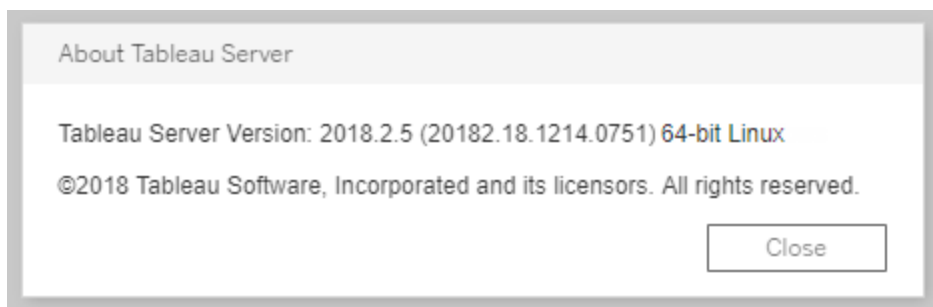 About Tableau Server
Tableau Server Version: 2018.2.5 (20182.18.1214.0751) 64-bit Linux
©2018 Tableau Software, Incorporated and its licensors. All rights reserved.
Close